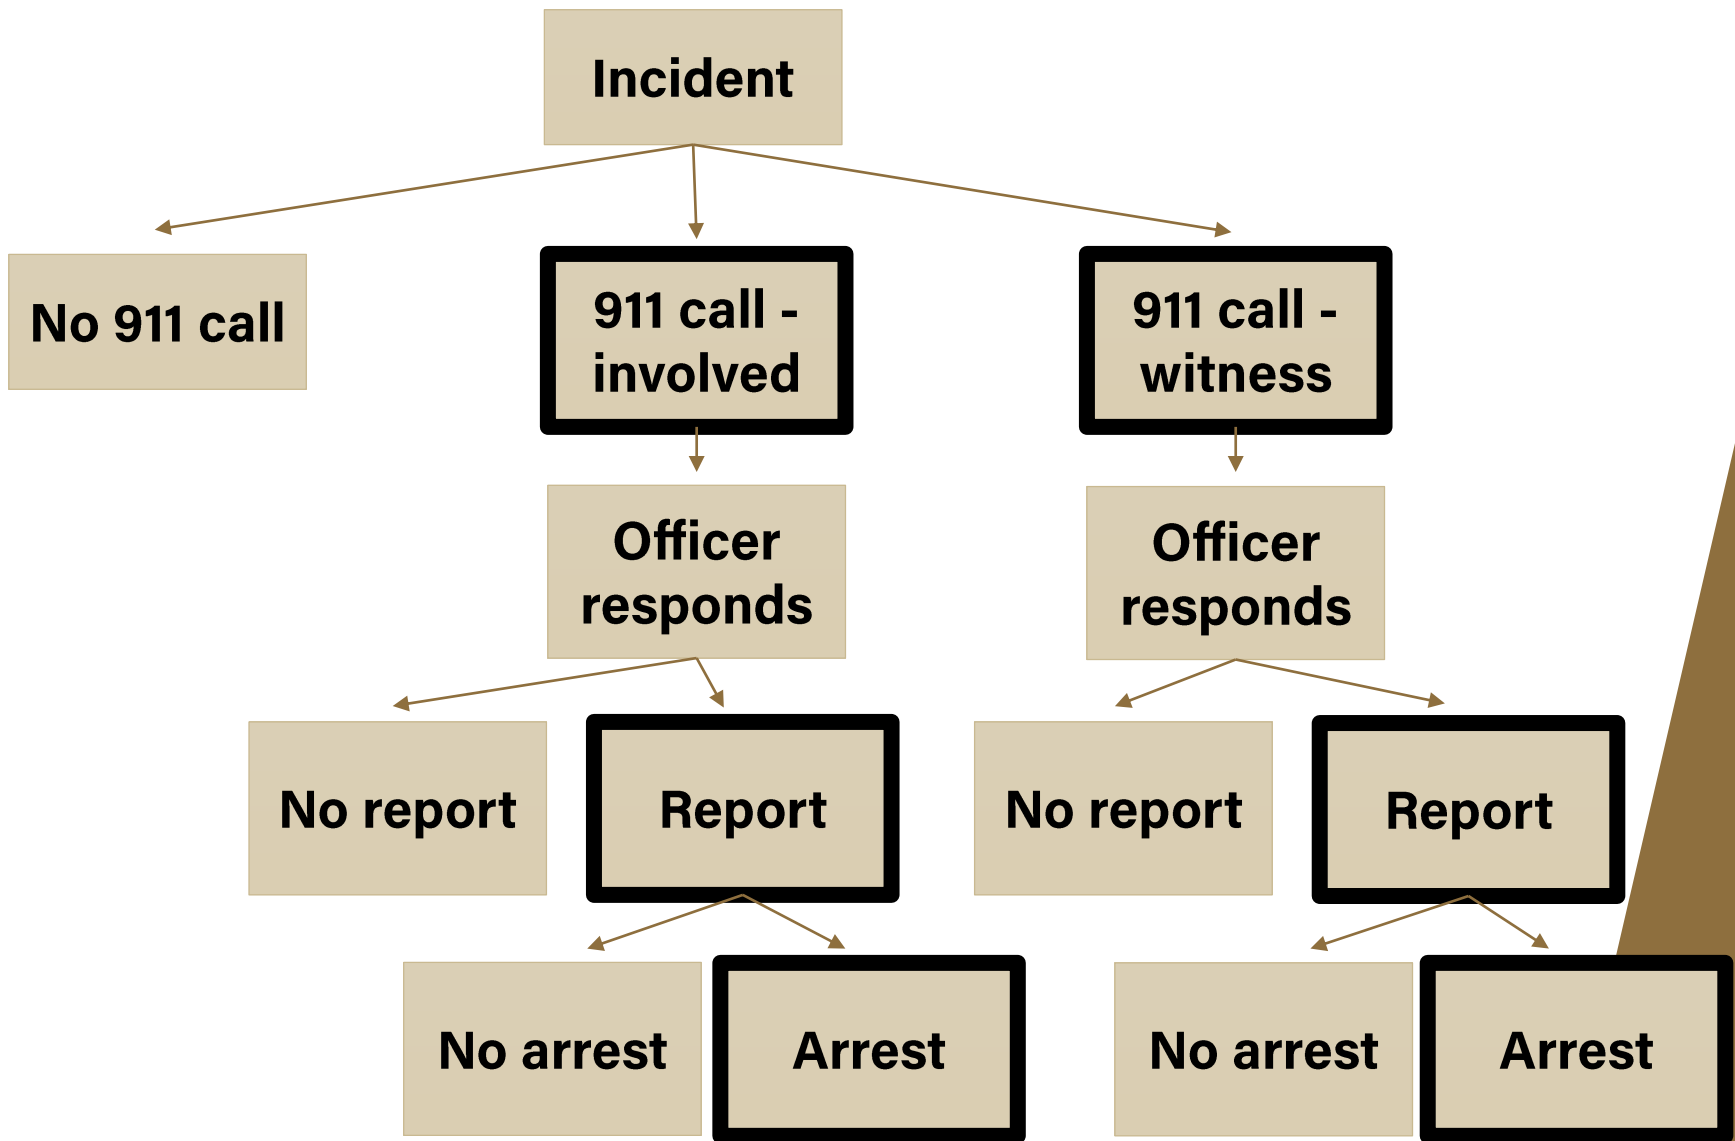 Incident
No 911 call
911 call -
involved
911 call -
witness
Officer
responds
Officer
responds
No report
Report
No report
Report
No arrest
Arrest
No arrest
Arrest